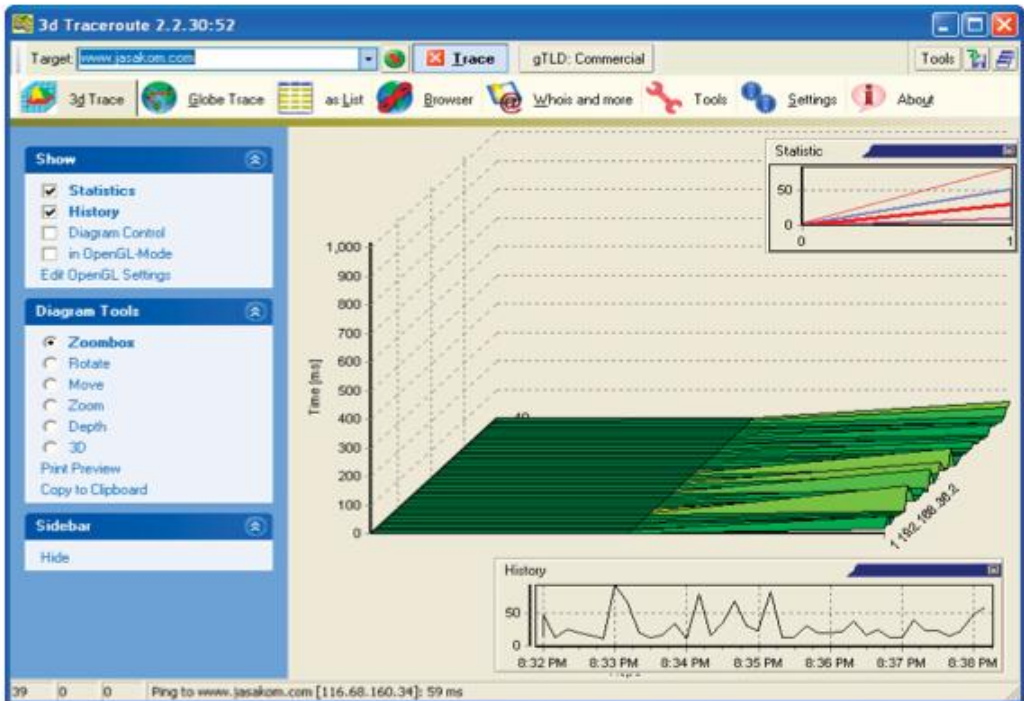 3d Traceroute 2.2.30:52
Target: www.jasakom.com Trace gTLD: Commercial Tools
3d Trace Globe Trace as List Browser Whois and more Tools Settings About
Show
Statistics
History
Diagram Control
in OpenGL-Mode
Edit OpenGL Settings
Diagram Tools
Zoombox
Rotate
Move
Zoom
Depth
3D
Print Preview
Copy to Clipboard
Sidebar
Hide
Statistic
50
0
0 1
Time [ms]
1,000
900
800
700
600
500
400
300
200
100
0
40
1 192.168.30.2
History
50
0
8:32 PM 8:33 PM 8:34 PM 8:35 PM 8:36 PM 8:37 PM 8:38 PM
39 0 0 Ping to www.jasakom.com [116.68.160.34]: 59 ms